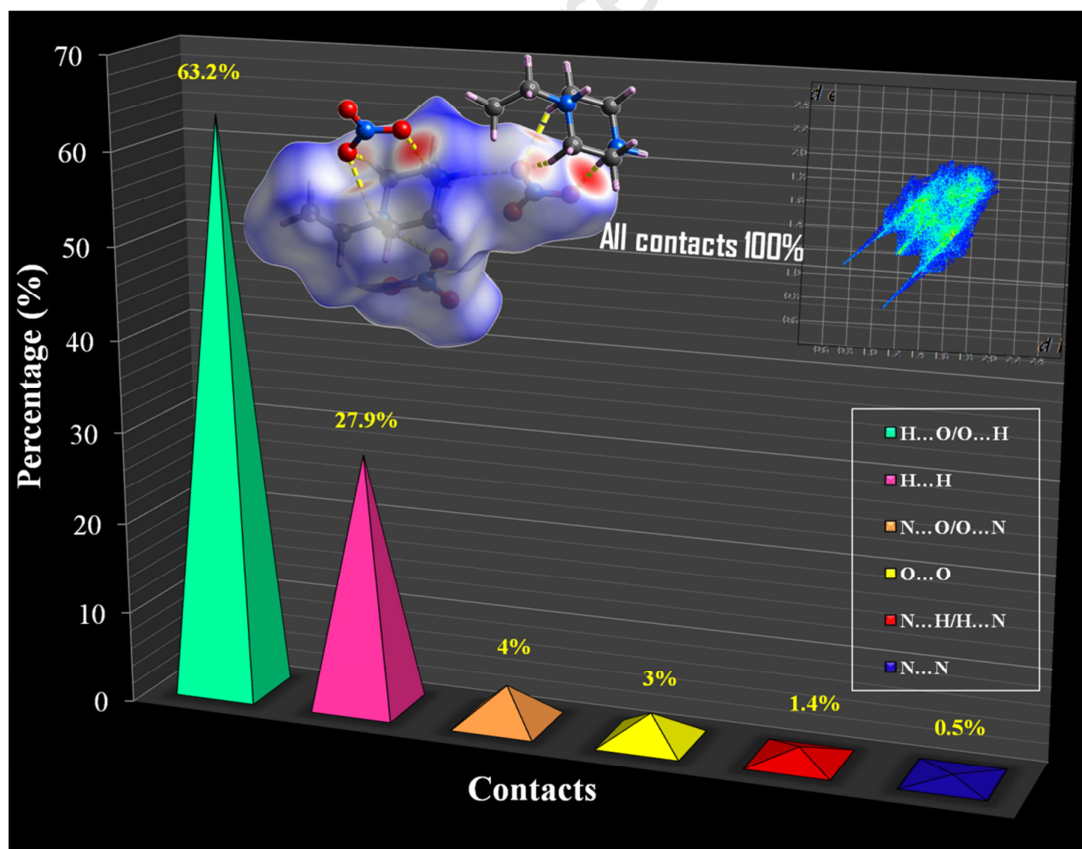 70
63.2%
60
50
40
30
20
10
0
Percentage (%)
27.9%
4%
3%
1.4%
0.5%
Contacts
All contacts 100%
d e
d i
H...O/O...H
H...H
N...O/O...N
O...O
N...H/H...N
N...N